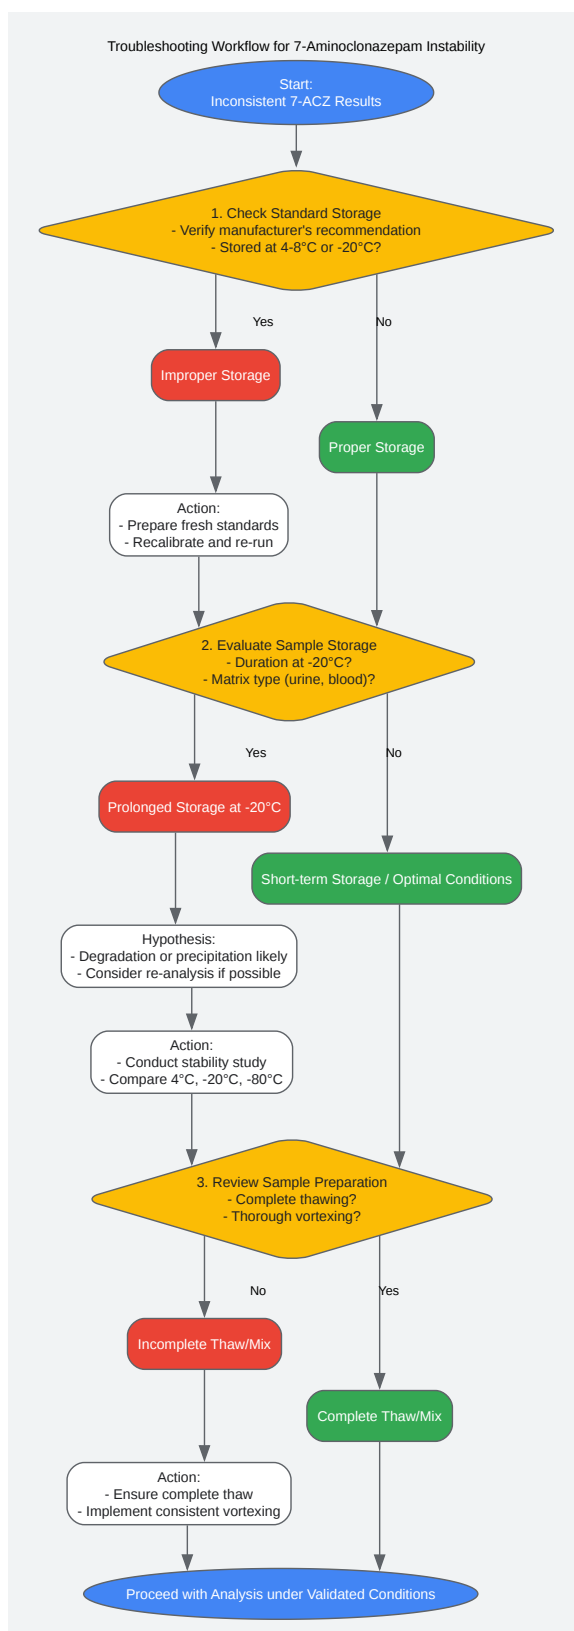 Troubleshooting Workflow for 7-Aminoclonazepam Instability
Start:
Inconsistent 7-ACZ Results
1. Check Standard Storage
- Verify manufacturer's recommendation
- Stored at 4-8°C or -20°C?
Yes
No
Improper Storage
Proper Storage
Action:
- Prepare fresh standards
- Recalibrate and re-run
2. Evaluate Sample Storage
- Duration at -20°C?
- Matrix type (urine, blood)?
Yes
No
Prolonged Storage at -20°C
Short-term Storage / Optimal Conditions
Hypothesis:
- Degradation or precipitation likely
- Consider re-analysis if possible
Action:
- Conduct stability study
- Compare 4°C, -20°C, -80°C
3. Review Sample Preparation
- Complete thawing?
- Thorough vortexing?
No
Yes
Incomplete Thaw/Mix
Complete Thaw/Mix
Action:
- Ensure complete thaw
- Implement consistent vortexing
Proceed with Analysis under Validated Conditions